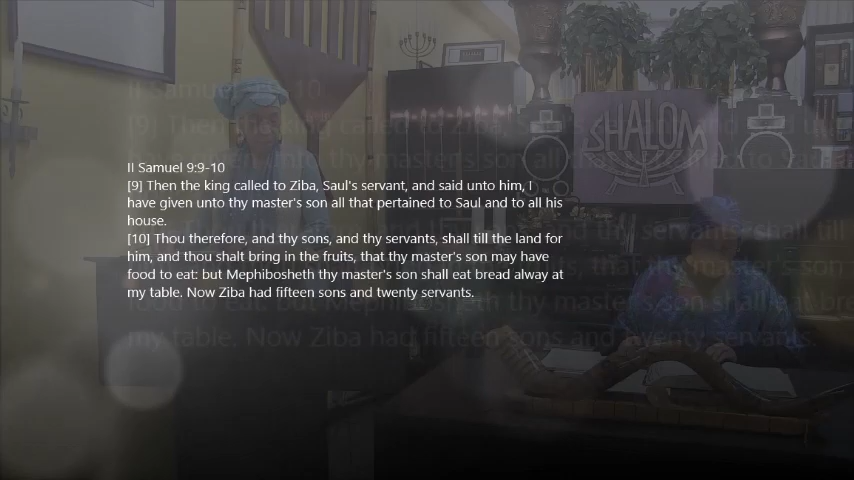 SHALOM
II Samuel 9:9-10
[9] Then the king called to Ziba, Saul's servant, and said unto him, I
have given unto thy master's son all that pertained to Saul and to all his
house.
[10] Thou therefore, and thy sons, and thy servants, shall till the land for
him, and thou shalt bring in the fruits, that thy master's son may have
food to eat: but Mephibosheth thy master's son shall eat bread alway at
my table. Now Ziba had fifteen sons and twenty servants.